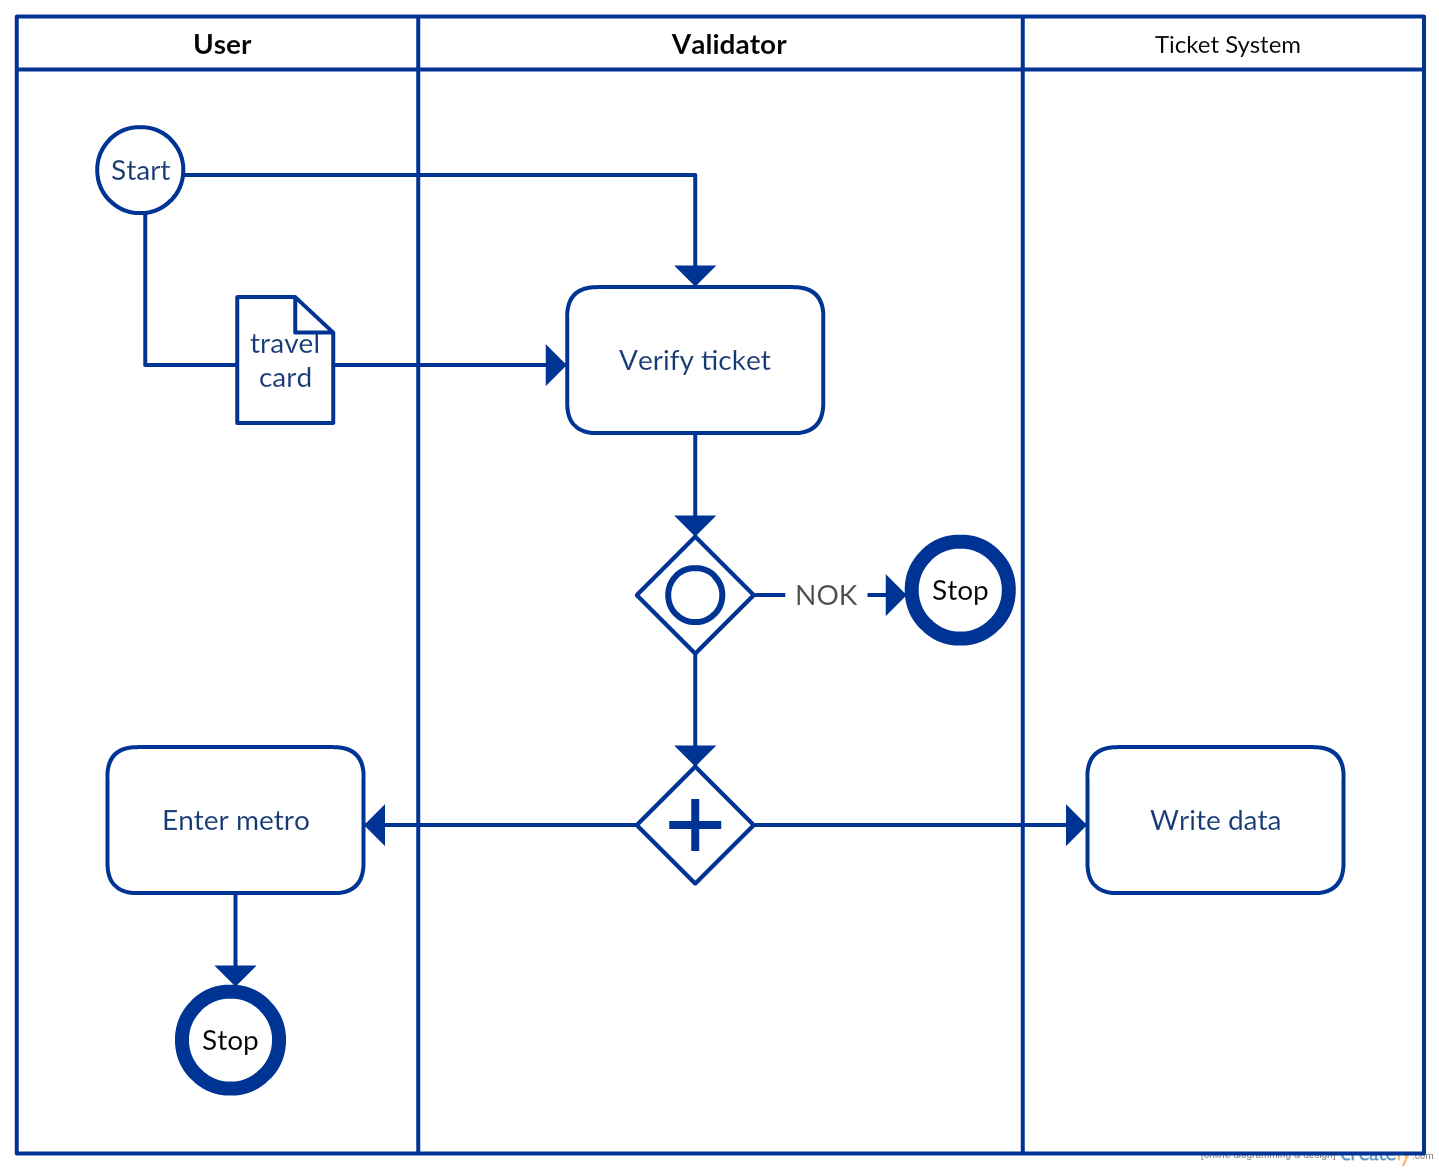 User
Validator
Ticket System
Start
travel
card
Verify ticket
NOK
Stop
Enter metro
Write data
Stop
[online diagramming & design] creately.com